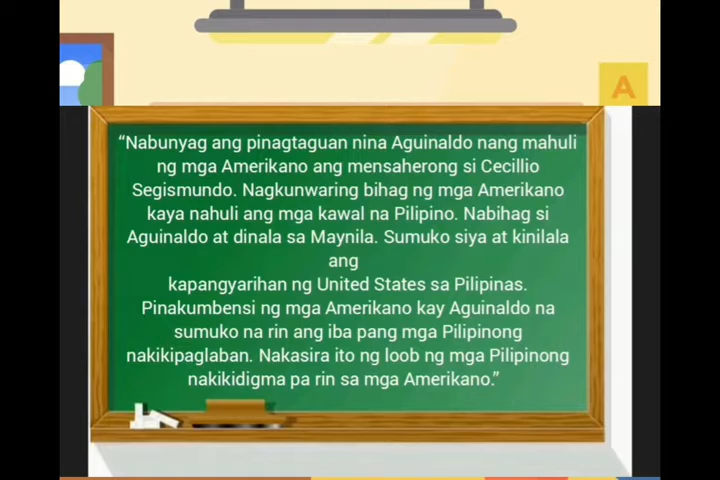 A
“Nabunyag ang pinagtaguan nina Aguinaldo nang mahuli
ng mga Amerikano ang mensaherong si Cecillio
Segismundo. Nagkunwaring bihag ng mga Amerikano
kaya nahuli ang mga kawal na Pilipino. Nabihag si
Aguinaldo at dinala sa Maynila. Sumuko siya at kinilala
ang
kapangyarihan ng United States sa Pilipinas.
Pinakumbensi ng mga Amerikano kay Aguinaldo na
sumuko na rin ang iba pang mga Pilipinong
nakikipaglaban. Nakasira ito ng loob ng mga Pilipinong
nakikidigma pa rin sa mga Amerikano.”